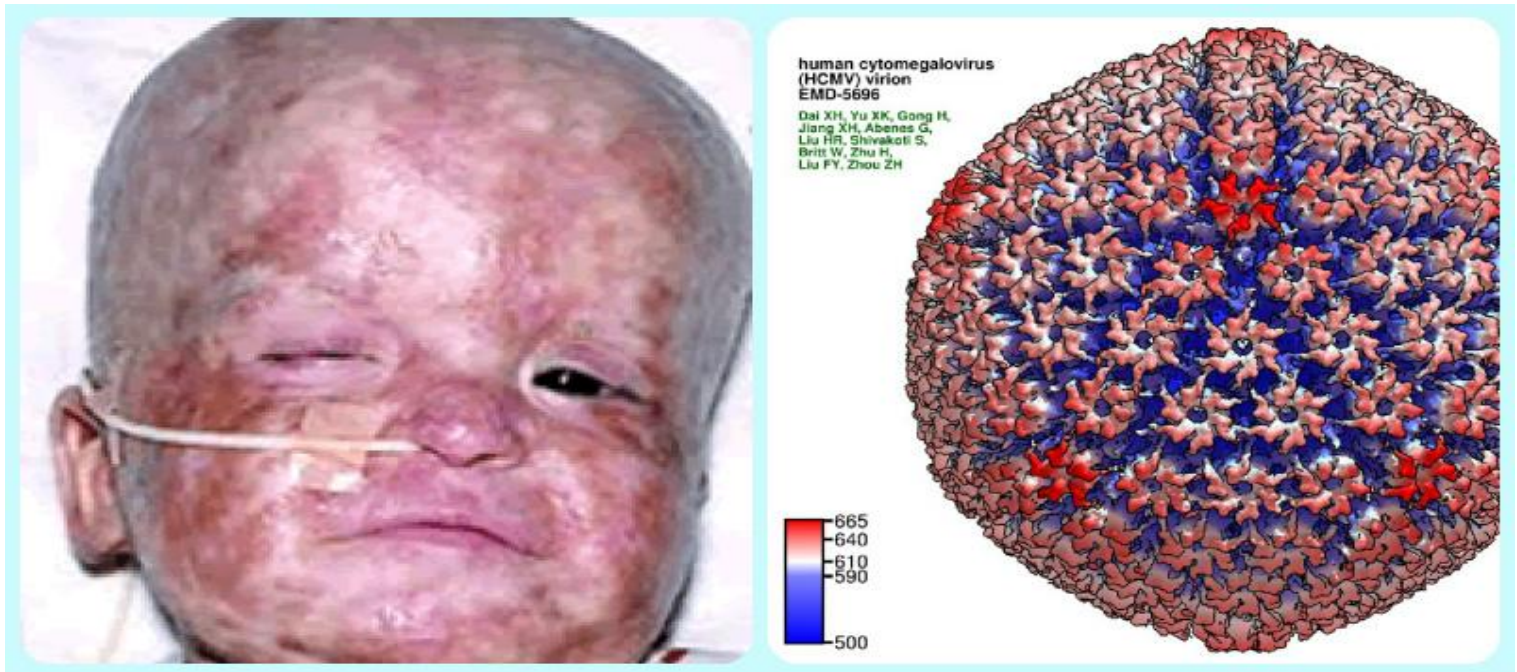 human cytomegalovirus
(HCMV) virion
EMD-5696
Dai XH, Yu XK, Gong H,
Jiang XH, Abenes G,
Liu HR, Shivakoti S,
Britt W, Zhu H,
Liu FY, Zhou ZH
665
640
610
590
500